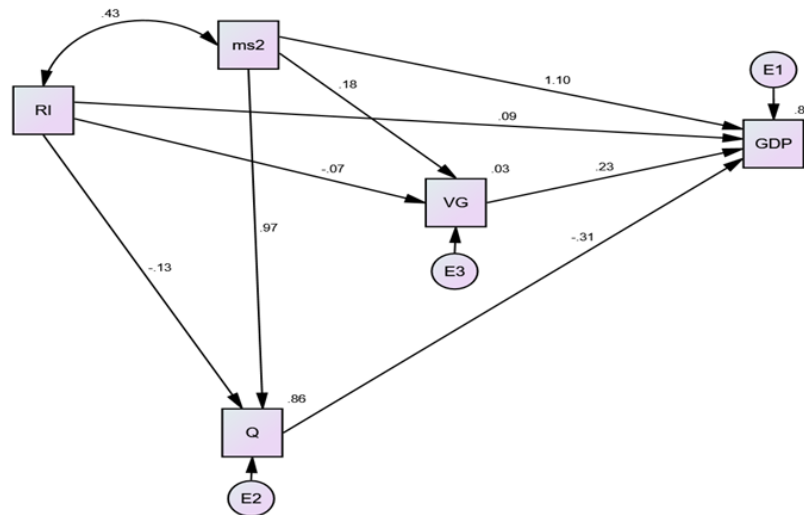 .43
ms2
E1
1.10
.18
RI
.09
GDP
-.07
.03
.23
VG
.97
-.31
E3
-.13
.86
Q
E2